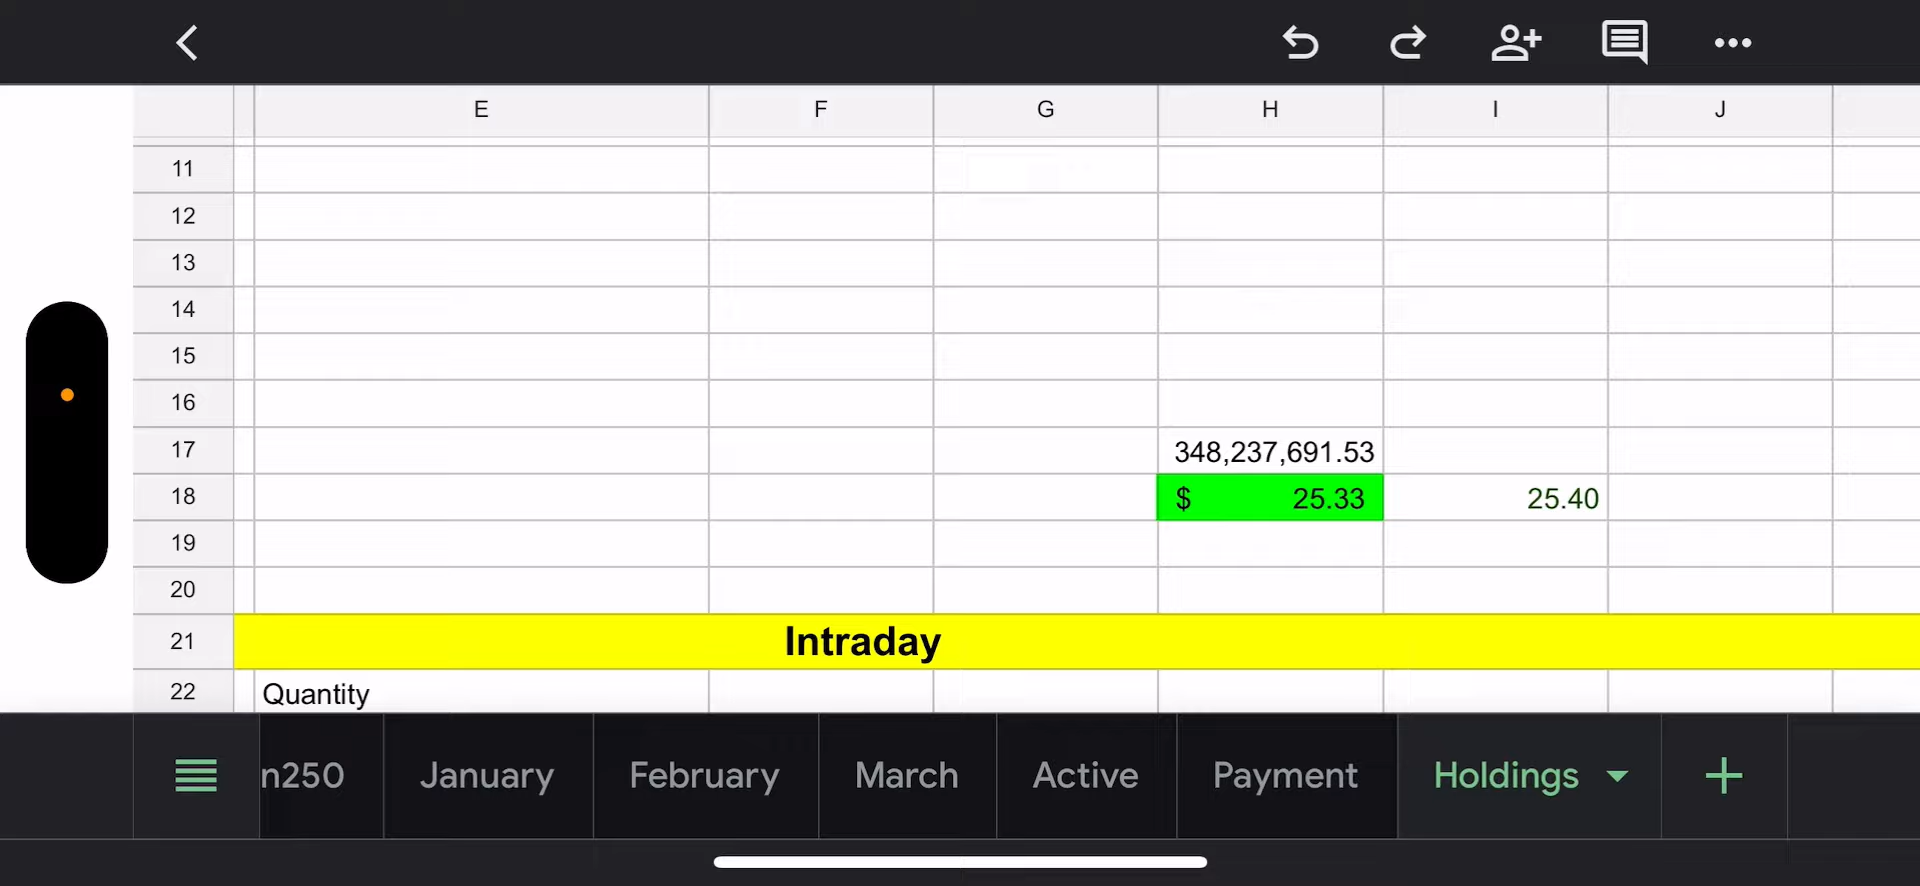 E F G H I J
11
12
13
14
15
16
17 348,237,691.53
18 $ 25.33 25.40
19
20
21 Intraday
22 Quantity
n250 January February March Active Payment Holdings